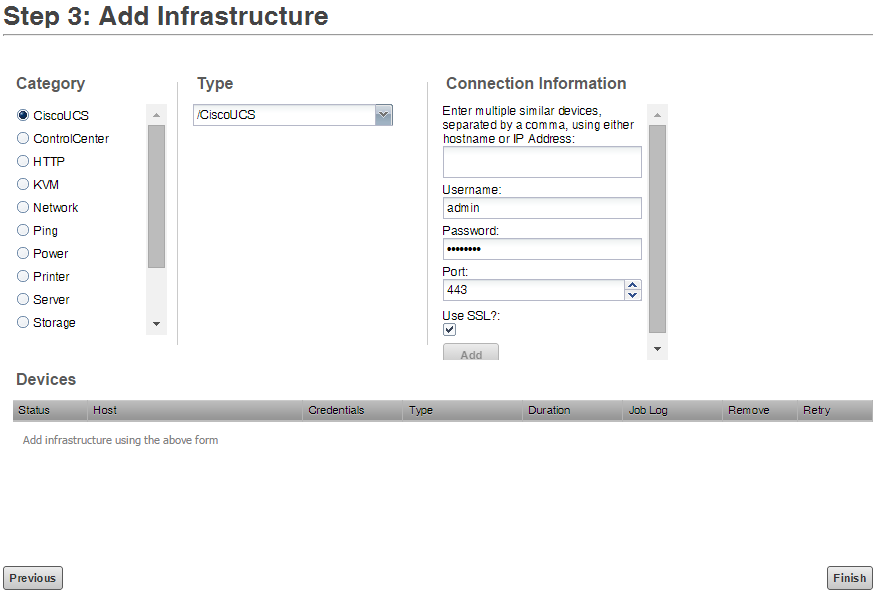 Step 3: Add Infrastructure
Category
CiscoUCS
ControlCenter
HTTP
KVM
Network
Ping
Power
Printer
Server
Storage
Type
/CiscoUCS
Connection Information
Enter multiple similar devices,
separated by a comma, using either
hostname or IP Address:
Username:
admin
Password:
••••••••
Port:
443
Use SSL?:
Add
Devices
Status Host Credentials Type Duration Job Log Remove Retry
Add infrastructure using the above form
Previous Finish